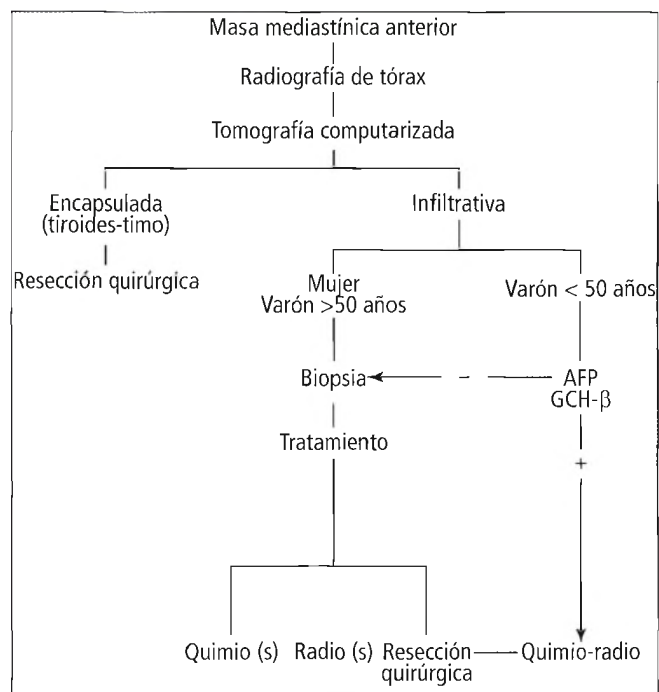 Masa mediastínica anterior
Radiografía de tórax
Tomografía computarizada
Encapsulada
(tiroides-timo)
Infiltrativa
Resección quirúrgica
Mujer
Varón >50 años
Varón < 50 años
Biopsia
-
AFP
GCH-β
Tratamiento
+
Quimio (s)
Radio (s)
Resección
quirúrgica
Quimio-radio